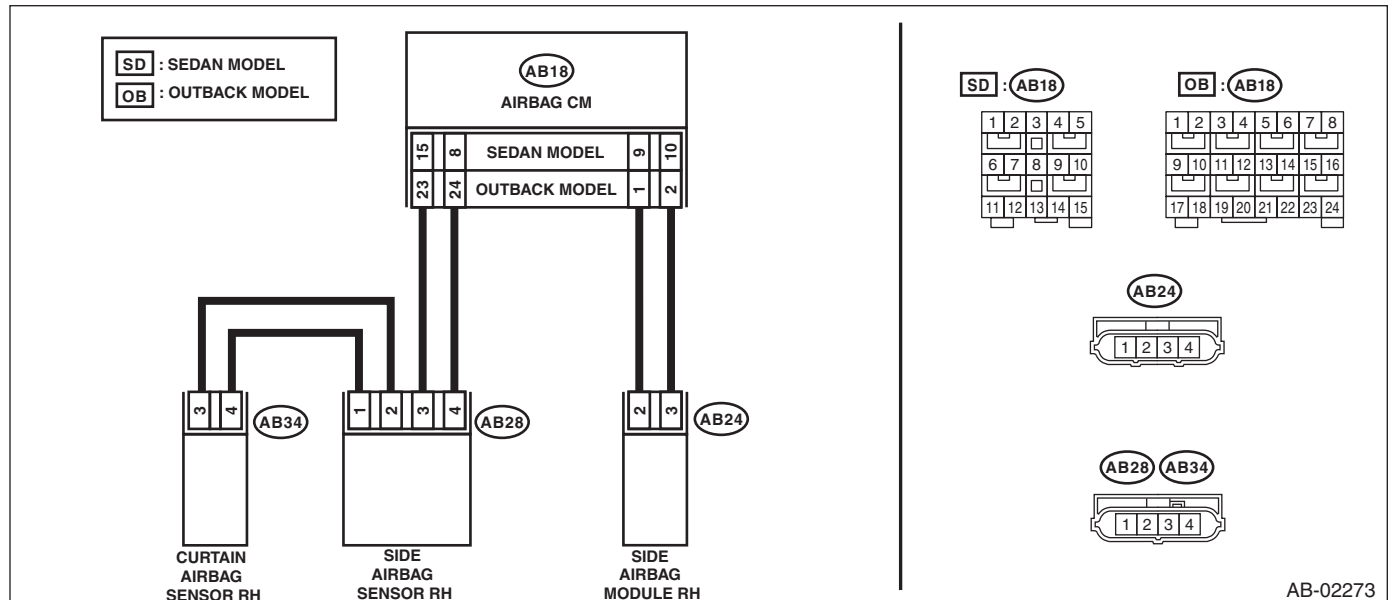 SD : SEDAN MODEL
OB : OUTBACK MODEL
AB18
AIRBAG CM
15 8 SEDAN MODEL 9 10
23 24 OUTBACK MODEL 1 2
3 4 AB34
1 2 3 4 AB28
2 3 AB24
CURTAIN
AIRBAG
SENSOR RH
SIDE
AIRBAG
SENSOR RH
SIDE
AIRBAG
MODULE RH
SD : AB18
1 2 3 4 5
6 7 8 9 10
11 12 13 14 15
OB : AB18
1 2 3 4 5 6 7 8
9 10 11 12 13 14 15 16
17 18 19 20 21 22 23 24
AB24
1 2 3 4
AB28 AB34
1 2 3 4
AB-02273